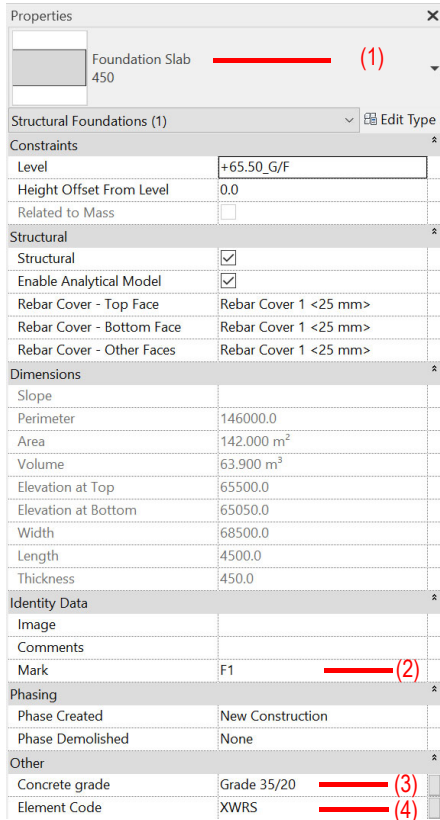 Properties
Foundation Slab (1)
450
Structural Foundations (1) Edit Type
Constraints
Level +65.50_G/F
Height Offset From Level 0.0
Related to Mass
Structural
Structural
Enable Analytical Model
Rebar Cover - Top Face Rebar Cover 1 <25 mm>
Rebar Cover - Bottom Face Rebar Cover 1 <25 mm>
Rebar Cover - Other Faces Rebar Cover 1 <25 mm>
Dimensions
Slope
Perimeter 146000.0
Area 142.000 m²
Volume 63.900 m³
Elevation at Top 65500.0
Elevation at Bottom 65050.0
Width 68500.0
Length 4500.0
Thickness 450.0
Identity Data
Image
Comments
Mark F1 (2)
Phasing
Phase Created New Construction
Phase Demolished None
Other
Concrete grade Grade 35/20 (3)
Element Code XWRS (4)